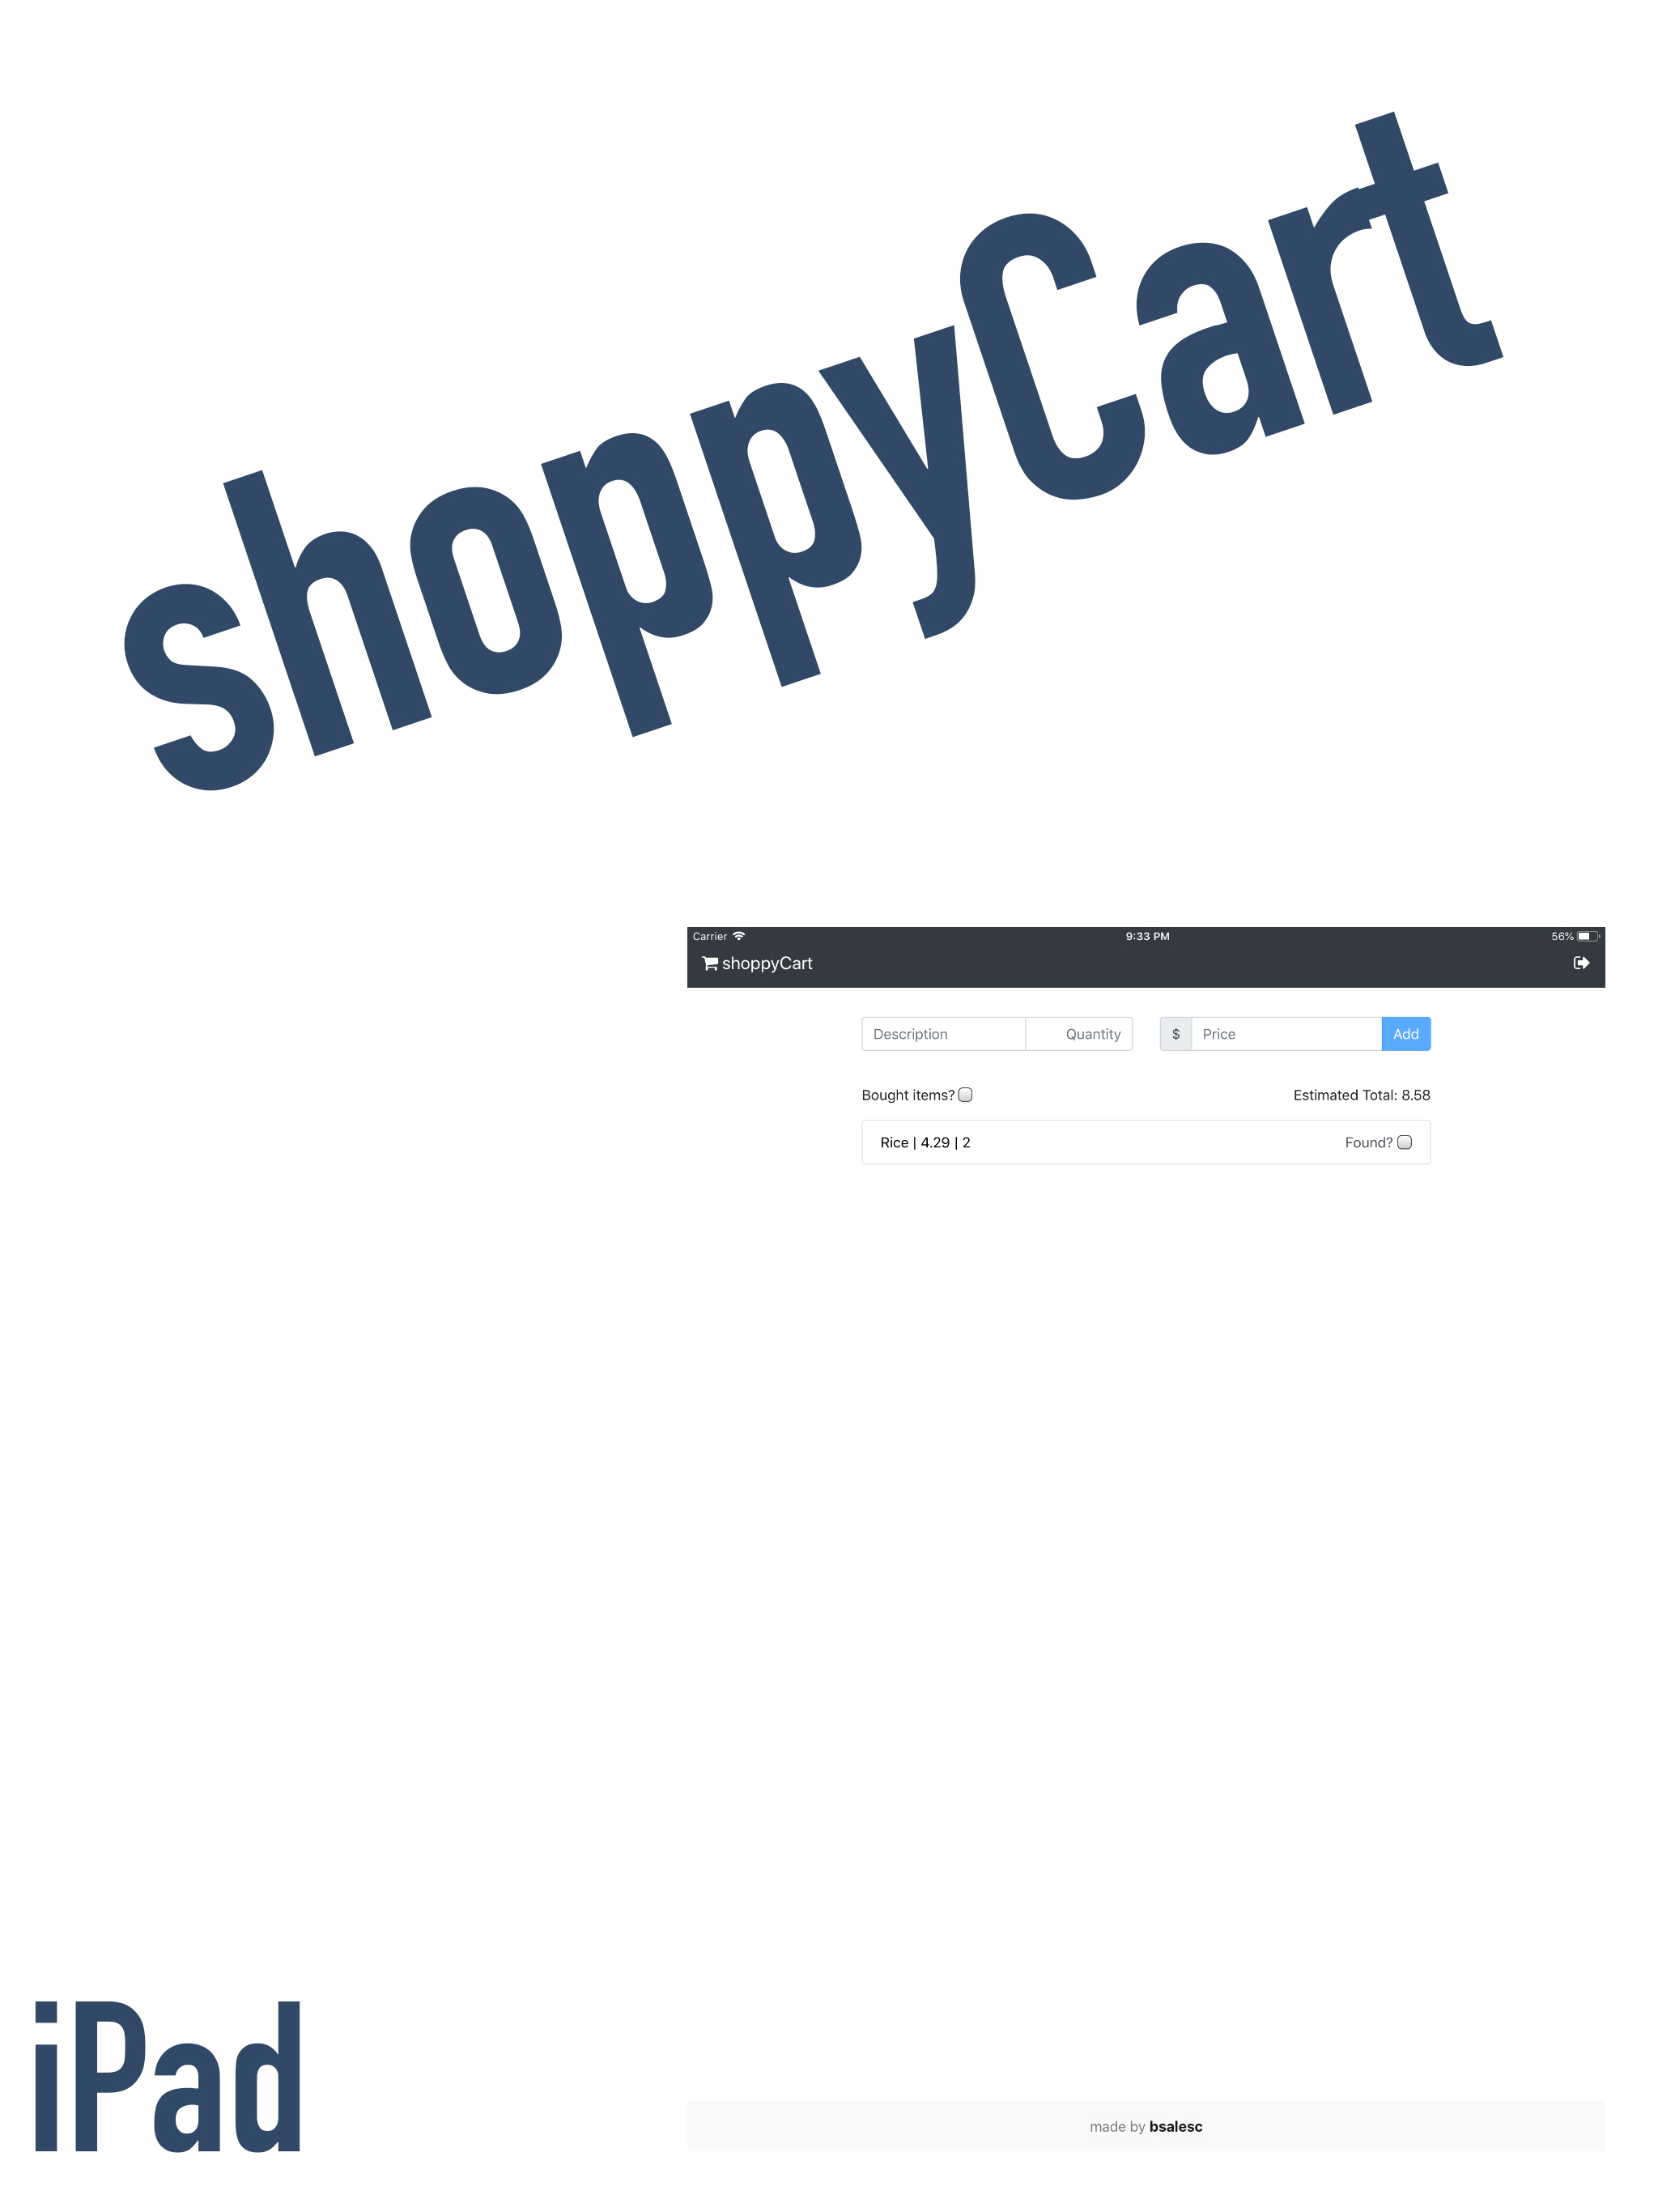 shoppyCart
Carrier 9:33 PM 56%
shoppyCart
Description Quantity $ Price Add
Bought items? Estimated Total: 8.58
Rice | 4.29 | 2 Found?
iPad
made by bsalesc